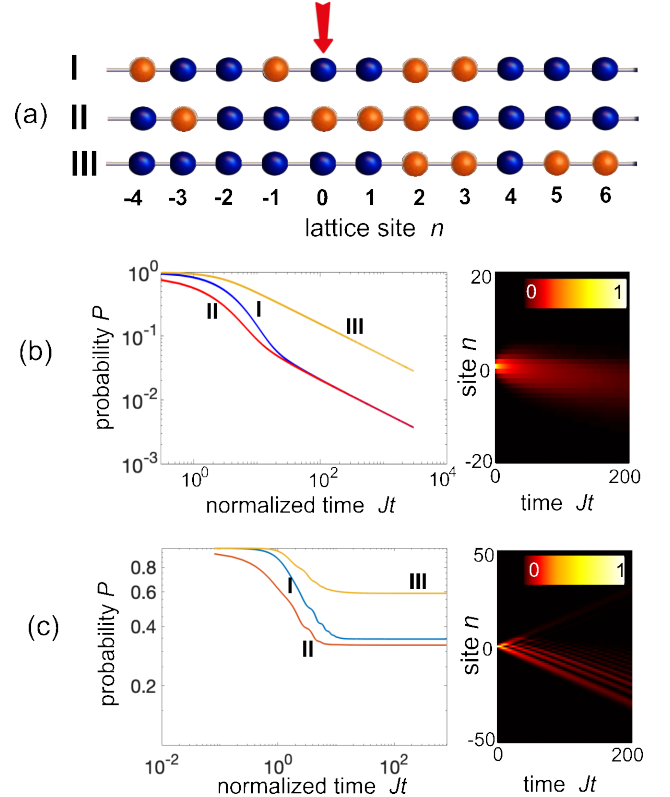 I
(a) II
III
-4 -3 -2 -1 0 1 2 3 4 5 6
lattice site n
(b)
probability P
10^0
10^-1
10^-2
10^-3
I
II
III
10^0 10^2 10^4
normalized time Jt
site n
20
0
-20
0 1
0 200
time Jt
(c)
probability P
0.8
0.6
0.4
0.2
I
II
III
10^-2 10^0 10^2
normalized time Jt
site n
50
0
-50
0 1
0 200
time Jt